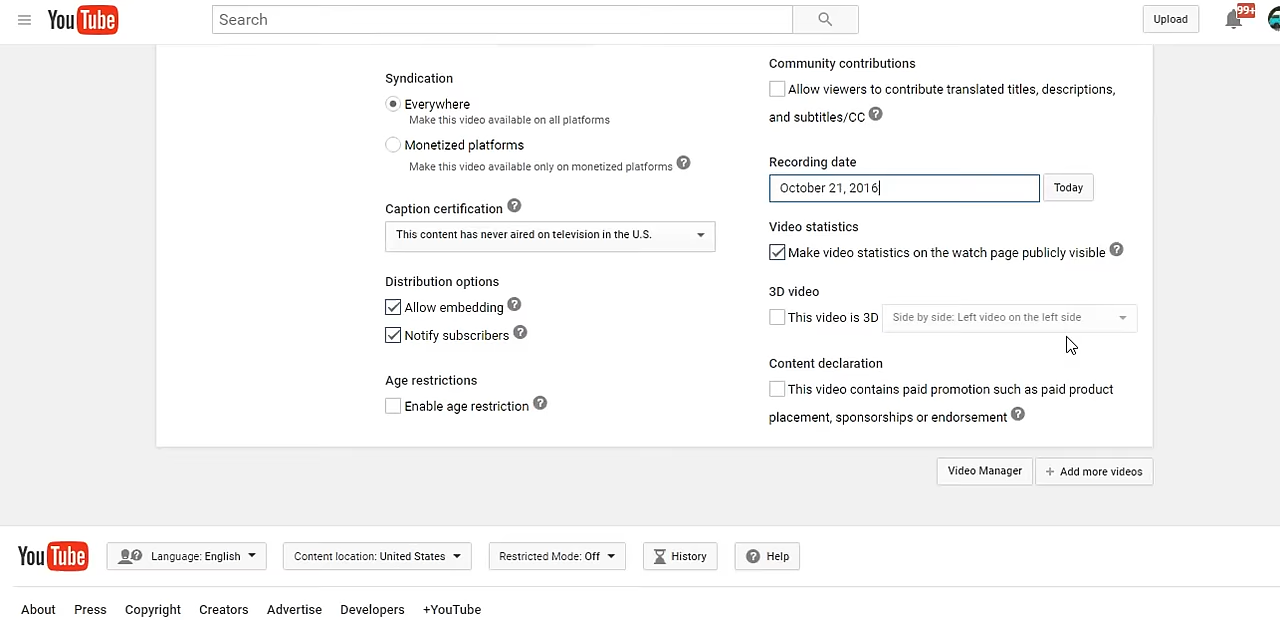 YouTube
Search
Upload
99+
Syndication
Everywhere
Make this video available on all platforms
Monetized platforms
Make this video available only on monetized platforms ?
Caption certification ?
This content has never aired on television in the U.S.
Distribution options
Allow embedding ?
Notify subscribers ?
Age restrictions
Enable age restriction ?
Community contributions
Allow viewers to contribute translated titles, descriptions,
and subtitles/CC ?
Recording date
October 21, 2016
Today
Video statistics
Make video statistics on the watch page publicly visible ?
3D video
This video is 3D
Side by side: Left video on the left side
Content declaration
This video contains paid promotion such as paid product
placement, sponsorships or endorsement ?
Video Manager
+ Add more videos
YouTube
Language: English
Content location: United States
Restricted Mode: Off
History
? Help
About Press Copyright Creators Advertise Developers +YouTube